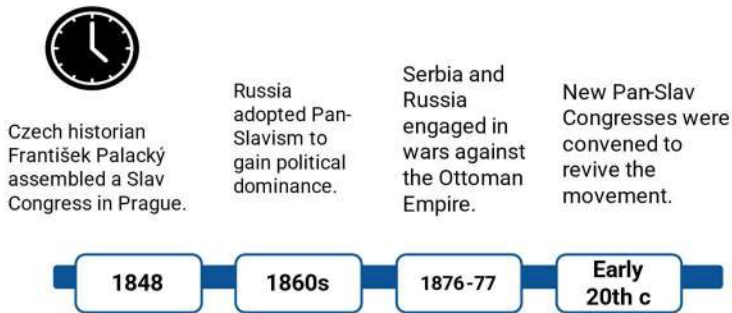 Czech historian
František Palacký
assembled a Slav
Congress in Prague.
Russia
adopted Pan-
Slavism to
gain political
dominance.
Serbia and
Russia
engaged in
wars against
the Ottoman
Empire.
New Pan-Slav
Congresses were
convened to
revive the
movement.
1848
1860s
1876-77
Early
20th c